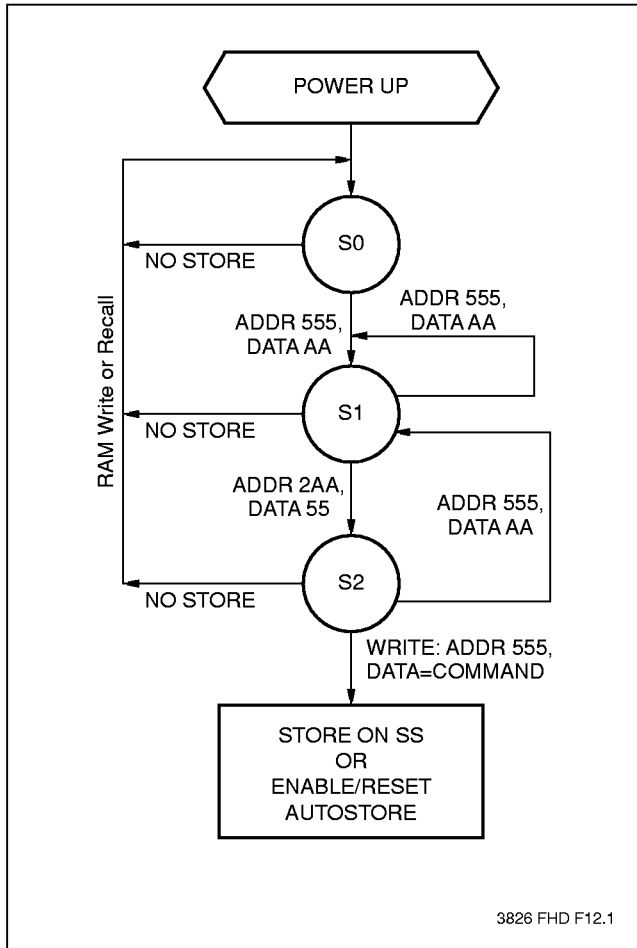 POWER UP
S0
NO STORE
ADDR 555,
DATA AA
ADDR 555,
DATA AA
RAM Write or Recall
S1
NO STORE
ADDR 2AA,
DATA 55
ADDR 555,
DATA AA
S2
NO STORE
WRITE: ADDR 555,
DATA=COMMAND
STORE ON SS
OR
ENABLE/RESET
AUTOSTORE
3826 FHD F12.1